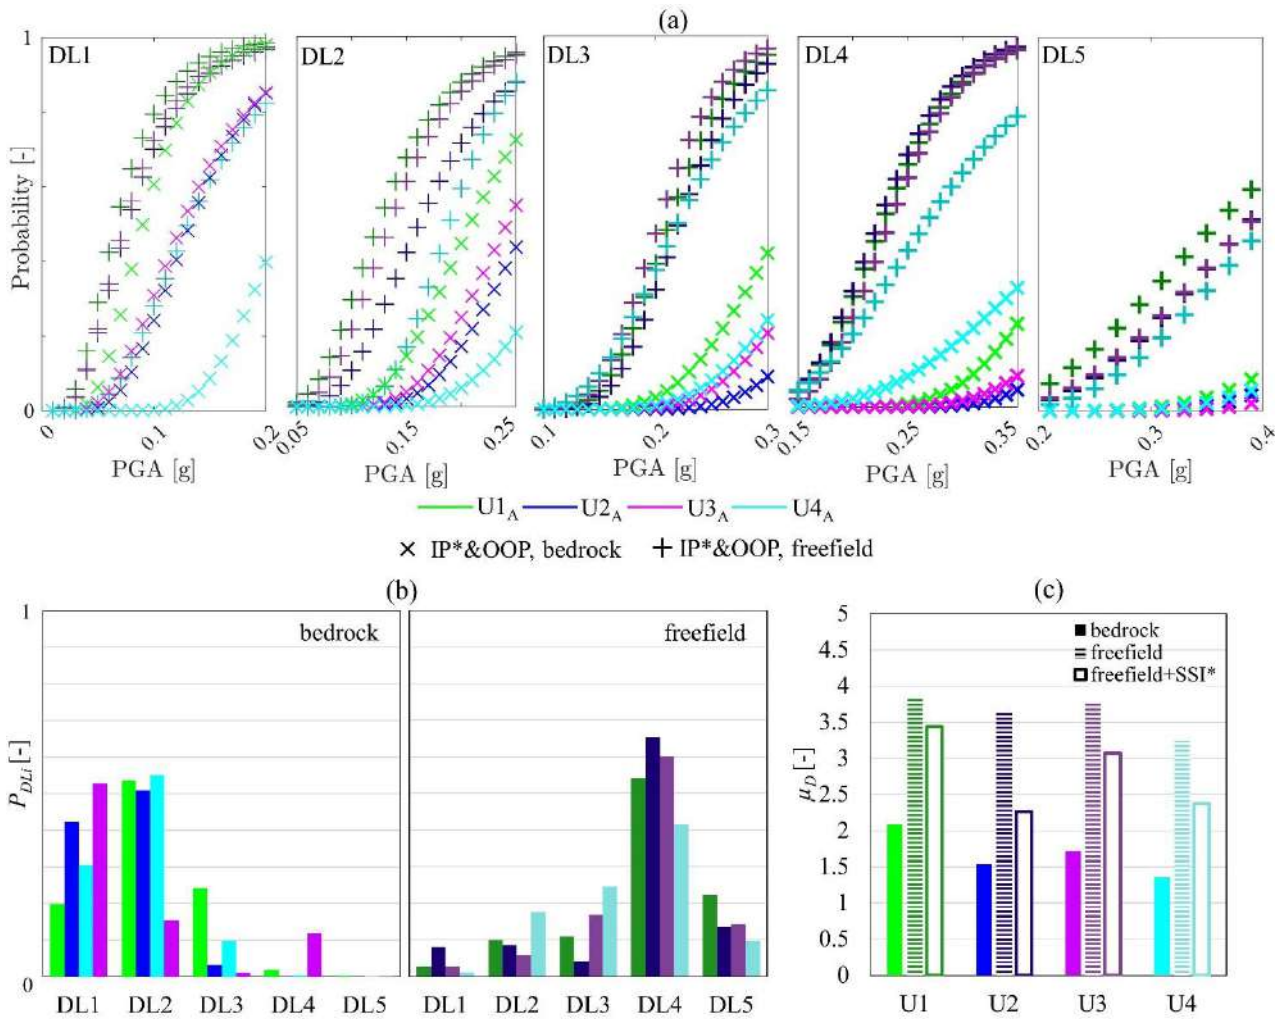 (a)
1
DL1
DL2
DL3
DL4
DL5
Probability [-]
0
0
0.1
0.2
0.05
0.15
0.25
0.1
0.2
0.3
0.15
0.25
0.35
0.2
0.3
0.4
PGA [g]
PGA [g]
PGA [g]
PGA [g]
PGA [g]
U1A
U2A
U3A
U4A
× IP*&OOP, bedrock
+ IP*&OOP, freefield
(b)
1
bedrock
freefield
P_DLi [-]
0
DL1
DL2
DL3
DL4
DL5
DL1
DL2
DL3
DL4
DL5
(c)
5
4.5
4
3.5
3
2.5
2
1.5
1
0.5
0
μD [-]
bedrock
freefield
freefield+SSI*
U1
U2
U3
U4